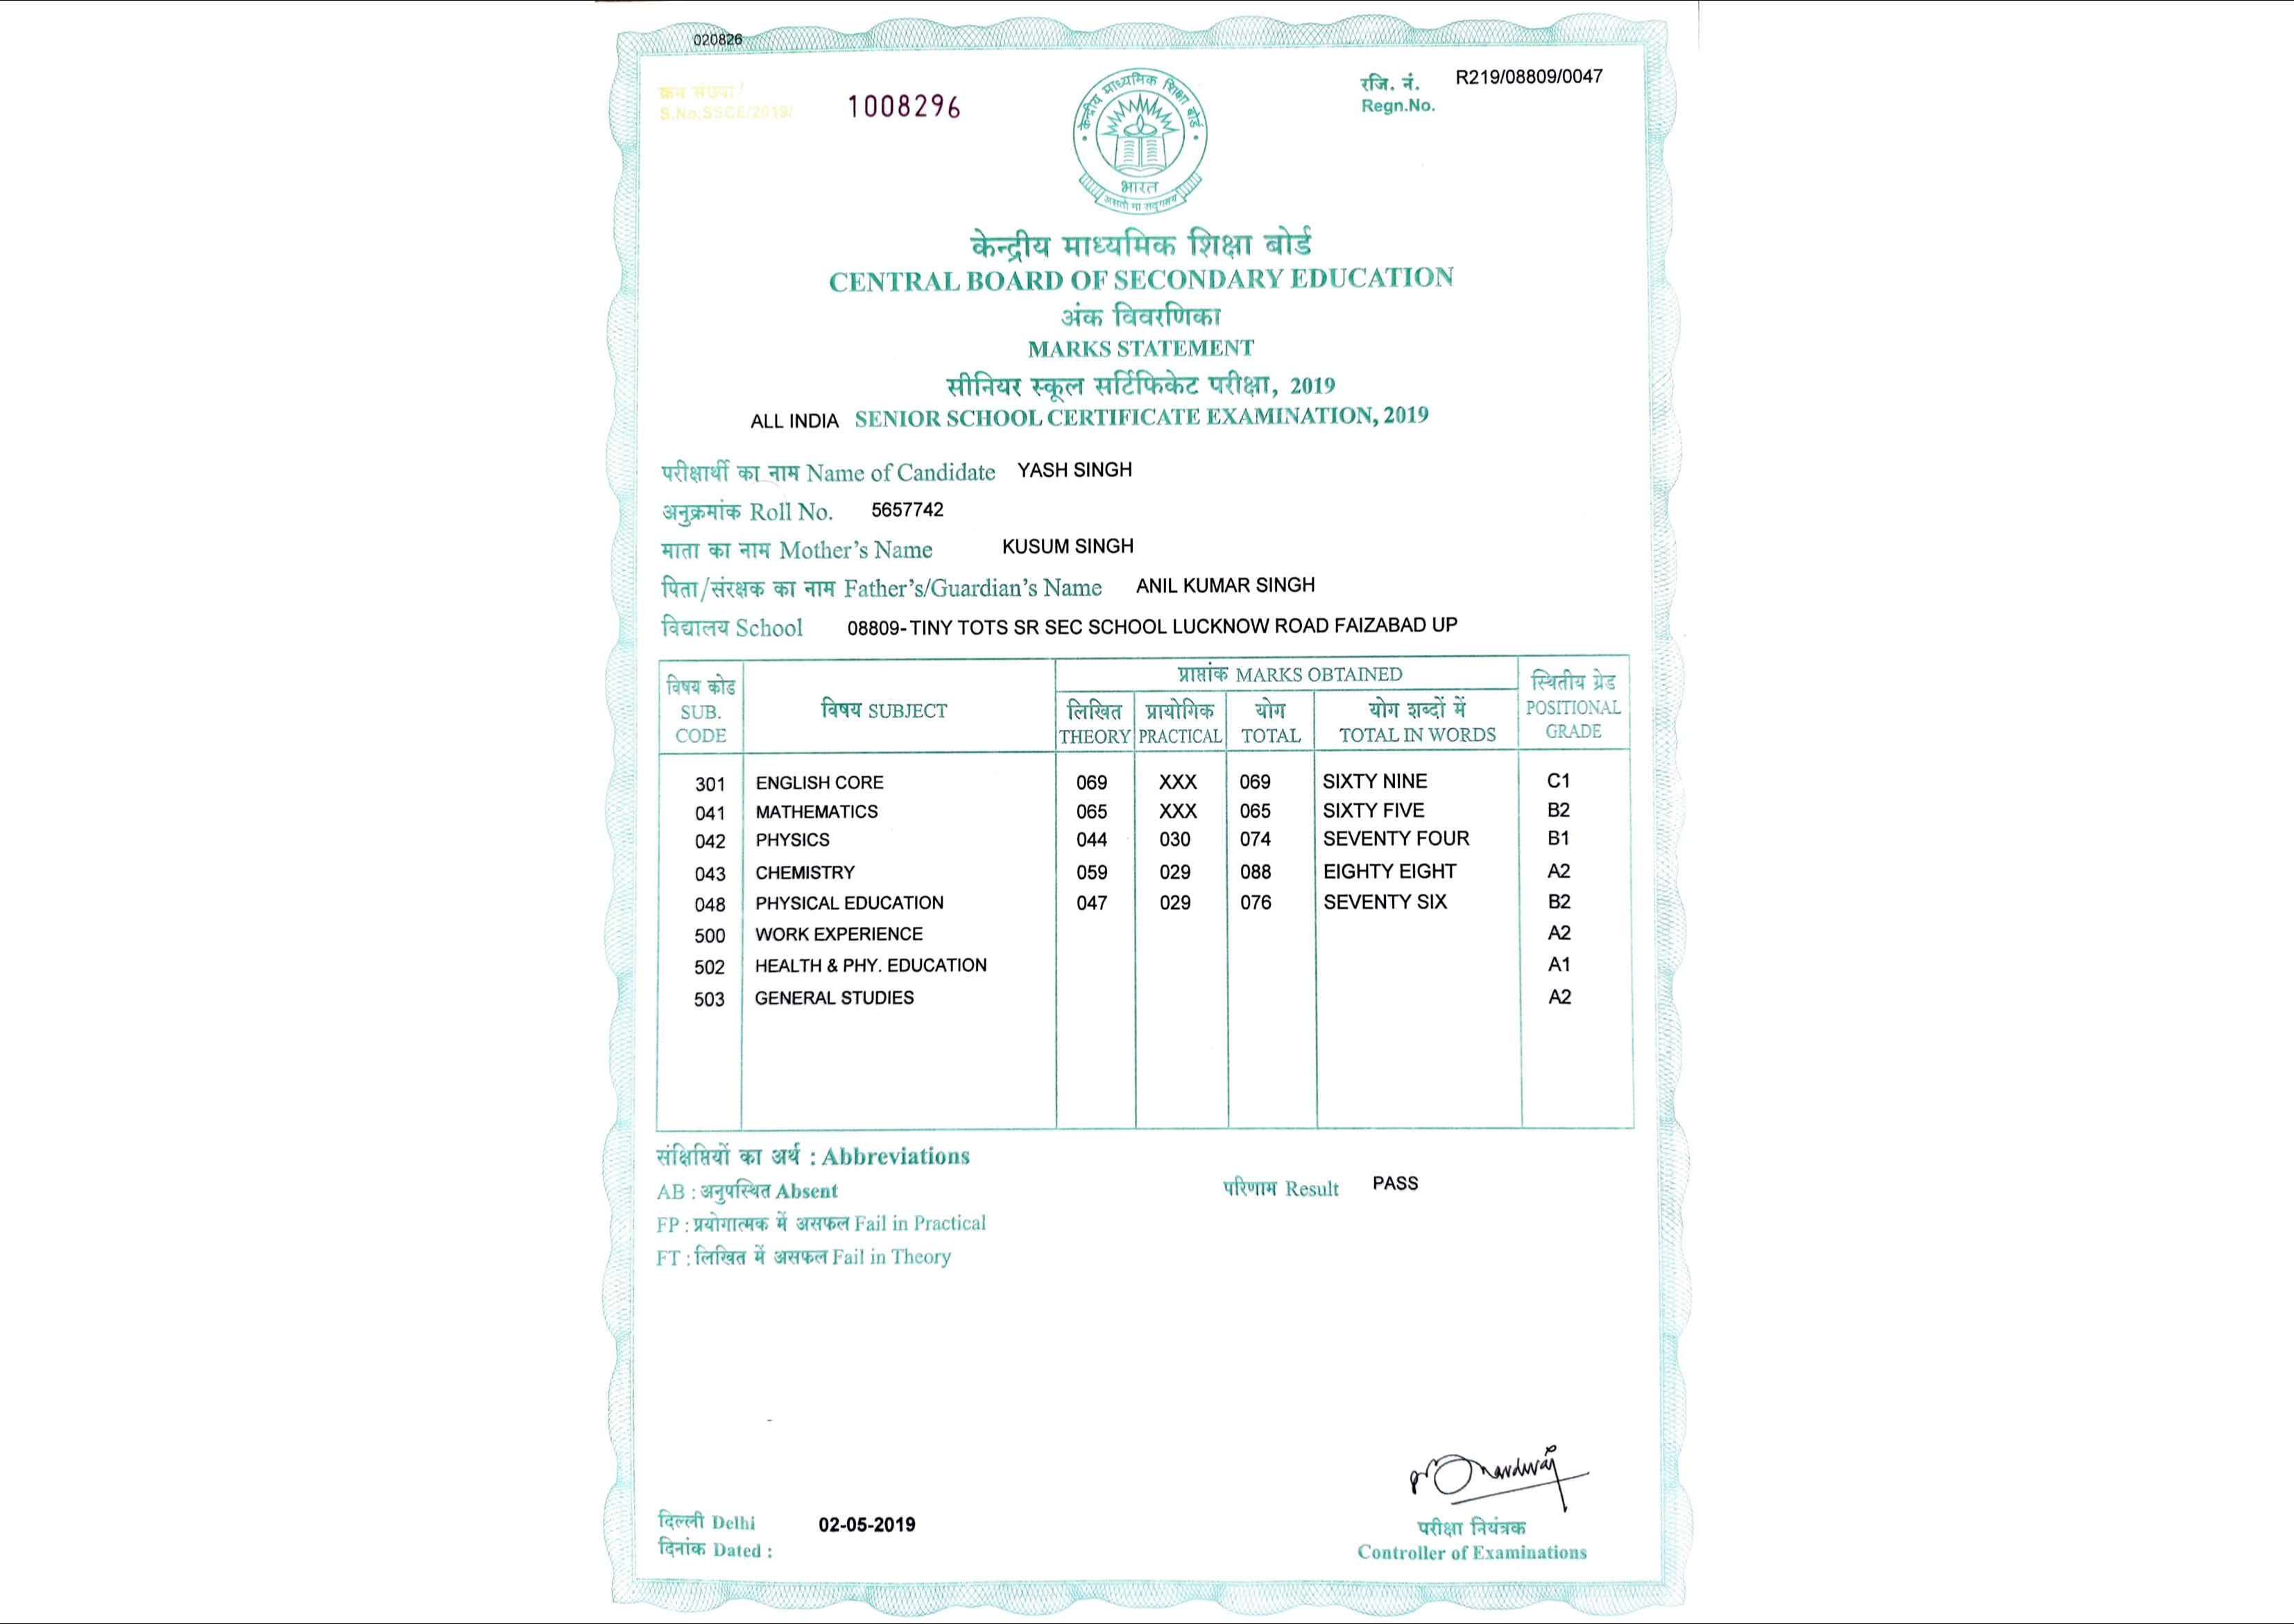 020826
क्रम संख्या/
S.No.SSCE/2019/ 1008296
रजि. नं. R219/08809/0047
Regn.No.
केन्द्रीय माध्यमिक शिक्षा बोर्ड
भारत
असतो मा सद्गमय
केन्द्रीय माध्यमिक शिक्षा बोर्ड
CENTRAL BOARD OF SECONDARY EDUCATION
अंक विवरणिका
MARKS STATEMENT
सीनियर स्कूल सर्टिफिकेट परीक्षा, 2019
ALL INDIA SENIOR SCHOOL CERTIFICATE EXAMINATION, 2019
परीक्षार्थी का नाम Name of Candidate YASH SINGH
अनुक्रमांक Roll No. 5657742
माता का नाम Mother's Name KUSUM SINGH
पिता/संरक्षक का नाम Father's/Guardian's Name ANIL KUMAR SINGH
विद्यालय School 08809-TINY TOTS SR SEC SCHOOL LUCKNOW ROAD FAIZABAD UP
विषय कोड SUB. CODE विषय SUBJECT प्राप्तांक MARKS OBTAINED स्थितीय ग्रेड POSITIONAL GRADE
लिखित प्रायोगिक योग योग शब्दों में
THEORY PRACTICAL TOTAL TOTAL IN WORDS
301 ENGLISH CORE 069 XXX 069 SIXTY NINE C1
041 MATHEMATICS 065 XXX 065 SIXTY FIVE B2
042 PHYSICS 044 030 074 SEVENTY FOUR B1
043 CHEMISTRY 059 029 088 EIGHTY EIGHT A2
048 PHYSICAL EDUCATION 047 029 076 SEVENTY SIX B2
500 WORK EXPERIENCE A2
502 HEALTH & PHY. EDUCATION A1
503 GENERAL STUDIES A2
संक्षिप्तियों का अर्थ : Abbreviations
AB : अनुपस्थित Absent
परिणाम Result PASS
FP : प्रयोगात्मक में असफल Fail in Practical
FT : लिखित में असफल Fail in Theory
दिल्ली Delhi 02-05-2019
दिनांक Dated :
परीक्षा नियंत्रक
Controller of Examinations